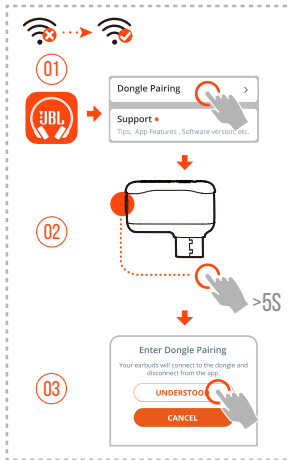 01
JBL
Dongle Pairing
Support
Tips, App Features , Software version, etc.
02
>5S
Enter Dongle Pairing
Your earbuds will connect to the dongle and
disconnect from the app.
03
UNDERSTOOD
CANCEL